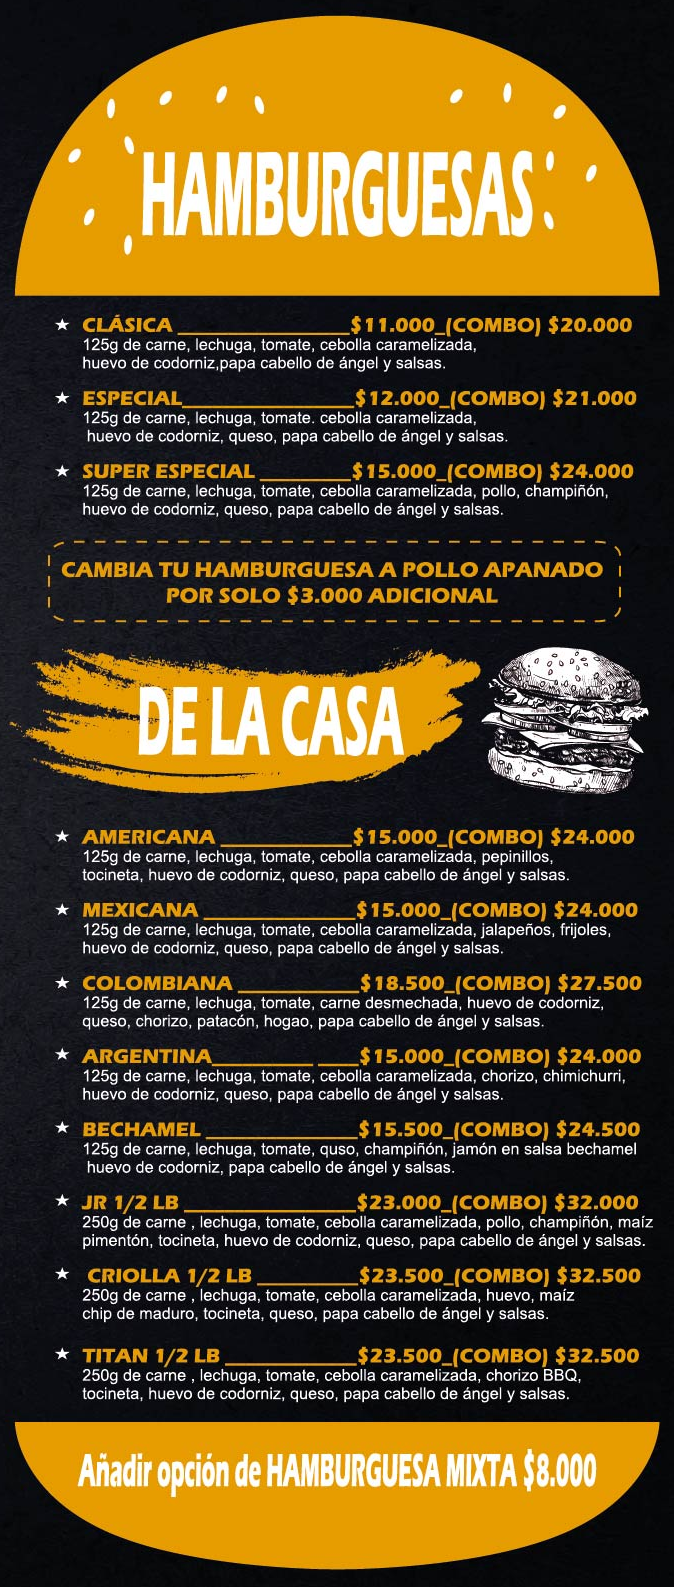 HAMBURGUESAS
CLÁSICA _________________$11.000_(COMBO) $20.000
125g de carne, lechuga, tomate, cebolla caramelizada,
huevo de codorniz,papa cabello de ángel y salsas.
ESPECIAL_________________$12.000_(COMBO) $21.000
125g de carne, lechuga, tomate. cebolla caramelizada,
huevo de codorniz, queso, papa cabello de ángel y salsas.
SUPER ESPECIAL _________$15.000_(COMBO) $24.000
125g de carne, lechuga, tomate, cebolla caramelizada, pollo, champiñón,
huevo de codorniz, queso, papa cabello de ángel y salsas.
CAMBIA TU HAMBURGUESA A POLLO APANADO
POR SOLO $3.000 ADICIONAL
DE LA CASA
AMERICANA _____________$15.000_(COMBO) $24.000
125g de carne, lechuga, tomate, cebolla caramelizada, pepinillos,
tocineta, huevo de codorniz, queso, papa cabello de ángel y salsas.
MEXICANA _______________$15.000_(COMBO) $24.000
125g de carne, lechuga, tomate, cebolla caramelizada, jalapeños, frijoles,
huevo de codorniz, queso, papa cabello de ángel y salsas.
COLOMBIANA ____________$18.500_(COMBO) $27.500
125g de carne, lechuga, tomate, carne desmechada, huevo de codorniz,
queso, chorizo, patacón, hogao, papa cabello de ángel y salsas.
ARGENTINA__________ ____$15.000_(COMBO) $24.000
125g de carne, lechuga, tomate, cebolla caramelizada, chorizo, chimichurri,
huevo de codorniz, queso, papa cabello de ángel y salsas.
BECHAMEL _______________$15.500_(COMBO) $24.500
125g de carne, lechuga, tomate, quso, champiñón, jamón en salsa bechamel
huevo de codorniz, papa cabello de ángel y salsas.
JR 1/2 LB _________________$23.000_(COMBO) $32.000
250g de carne , lechuga, tomate, cebolla caramelizada, pollo, champiñón, maíz
pimentón, tocineta, huevo de codorniz, queso, papa cabello de ángel y salsas.
CRIOLLA 1/2 LB __________$23.500_(COMBO) $32.500
250g de carne , lechuga, tomate, cebolla caramelizada, huevo, maíz
chip de maduro, tocineta, queso, papa cabello de ángel y salsas.
TITAN 1/2 LB _____________$23.500_(COMBO) $32.500
250g de carne , lechuga, tomate, cebolla caramelizada, chorizo BBQ,
tocineta, huevo de codorniz, queso, papa cabello de ángel y salsas.
Añadir opción de HAMBURGUESA MIXTA $8.000